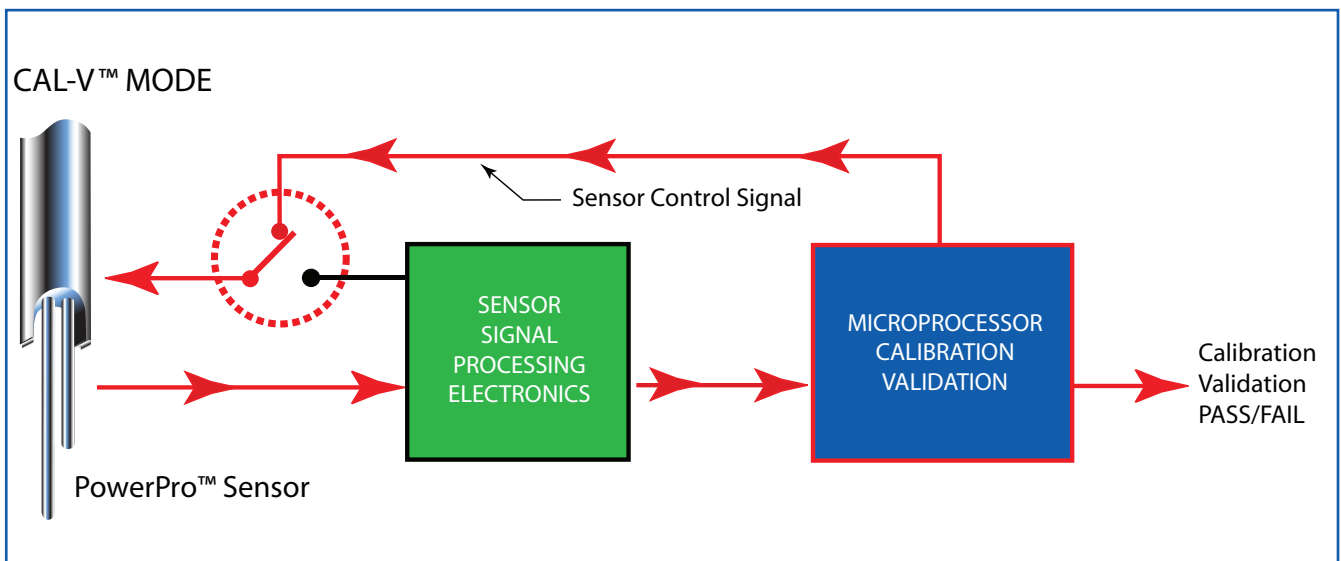 CAL-V™ MODE
Sensor Control Signal
SENSOR
SIGNAL
PROCESSING
ELECTRONICS
MICROPROCESSOR
CALIBRATION
VALIDATION
Calibration
Validation
PASS/FAIL
PowerPro™ Sensor